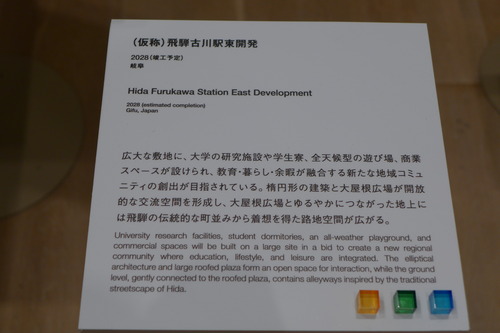 (仮称)飛騨古川駅東開発
2028(竣工予定)
岐阜
Hida Furukawa Station East Development
2028 (estimated completion)
Gifu, Japan
広大な敷地に、大学の研究施設や学生寮、全天候型の遊び場、商業
スペースが設けられ、教育・暮らし・余暇が融合する新たな地域コミュ
ニティの創出が目指されている。楕円形の建築と大屋根広場が開放
的な交流空間を形成し、大屋根広場とゆるやかにつながった地上に
は飛騨の伝統的な町並みから着想を得た路地空間が広がる。
University research facilities, student dormitories, an all-weather playground, and
commercial spaces will be built on a large site in a bid to create a new regional
community where education, lifestyle, and leisure are integrated. The elliptical
architecture and large roofed plaza form an open space for interaction, while the ground
level, gently connected to the roofed plaza, contains alleyways inspired by the traditional
streetscape of Hida.